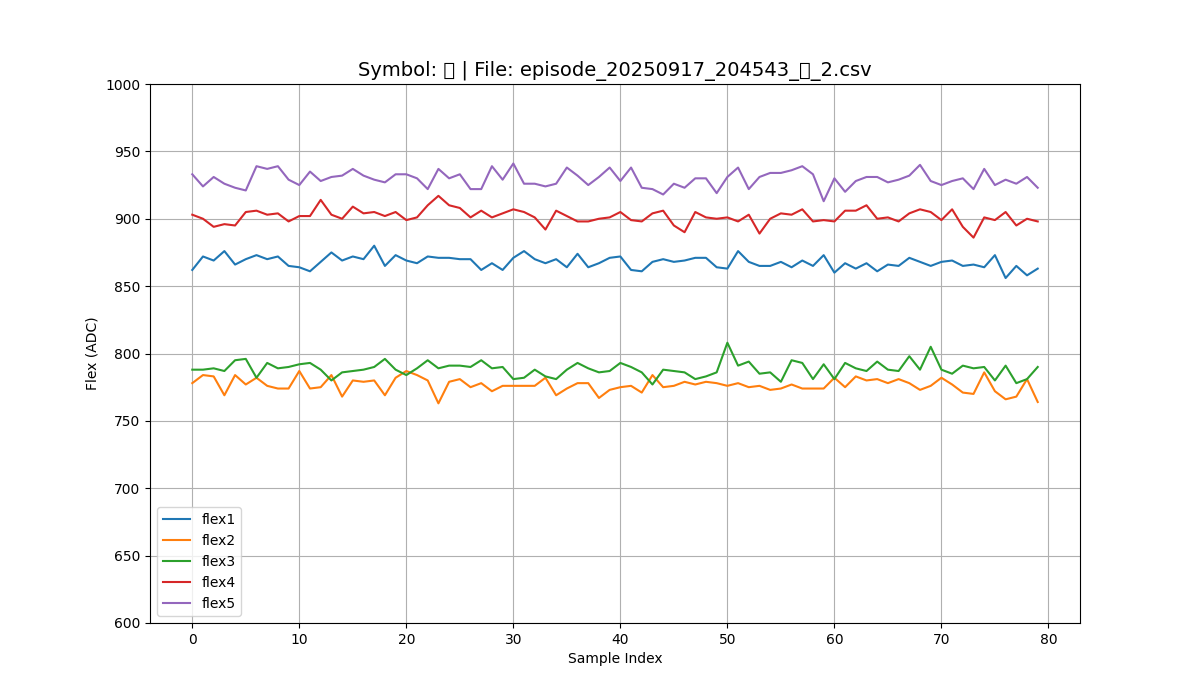 Symbol: | File: episode_20250917_204543_ _2.csv
1000
950
900
850
800
750
700
650
600
Flex (ADC)
flex1
flex2
flex3
flex4
flex5
0 10 20 30 40 50 60 70 80
Sample Index